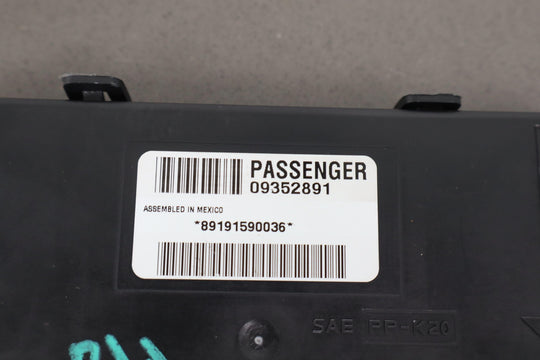 PASSENGER
09352891
ASSEMBLED IN MEXICO
*89191590036*
SAE PP-K20